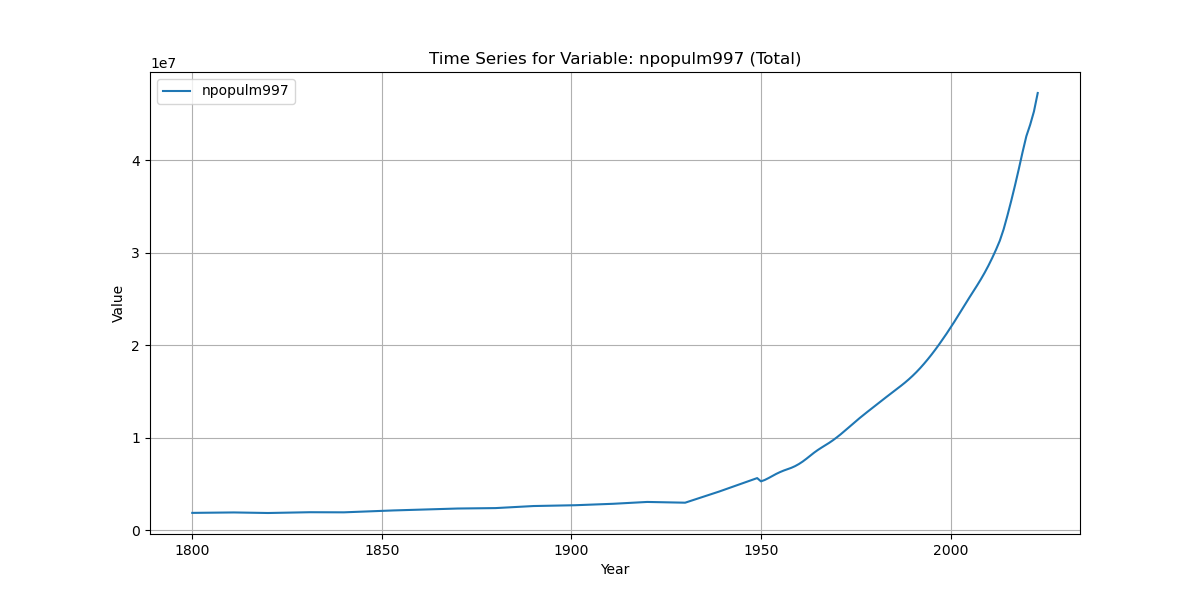 Time Series for Variable: npopulm997 (Total)
1e7
npopulm997
4
3
2
1
0
Value
1800 1850 1900 1950 2000
Year